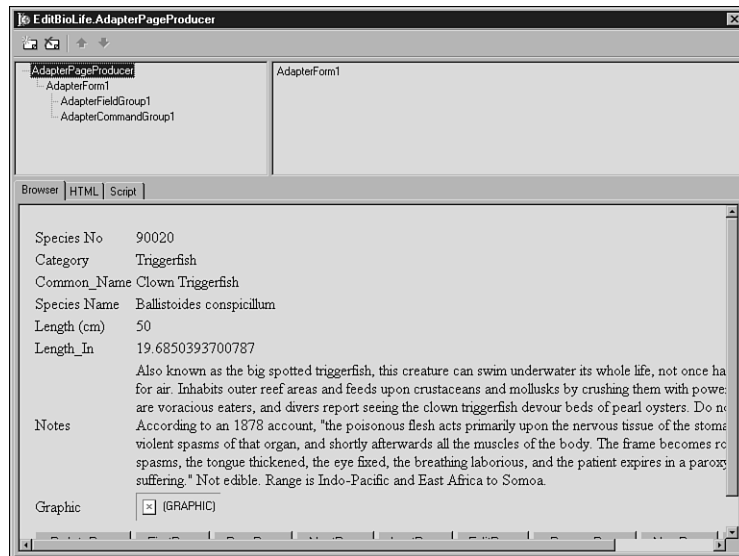 EditBioLife.AdapterPageProducer
AdapterPageProducer
AdapterForm1
AdapterFieldGroup1
AdapterCommandGroup1
AdapterForm1
Browser HTML Script
Species No 90020
Category Triggerfish
Common_Name Clown Triggerfish
Species Name Ballistoides conspicillum
Length (cm) 50
Length_In 19.6850393700787
Also known as the big spotted triggerfish, this creature can swim underwater its whole life, not once ha
for air. Inhabits outer reef areas and feeds upon crustaceans and mollusks by crushing them with powe
are voracious eaters, and divers report seeing the clown triggerfish devour beds of pearl oysters. Do n
Notes According to an 1878 account, "the poisonous flesh acts primarily upon the nervous tissue of the stoma
violent spasms of that organ, and shortly afterwards all the muscles of the body. The frame becomes rc
spasms, the tongue thickened, the eye fixed, the breathing laborious, and the patient expires in a paroxy
suffering." Not edible. Range is Indo-Pacific and East Africa to Somoa.
Graphic (GRAPHIC)